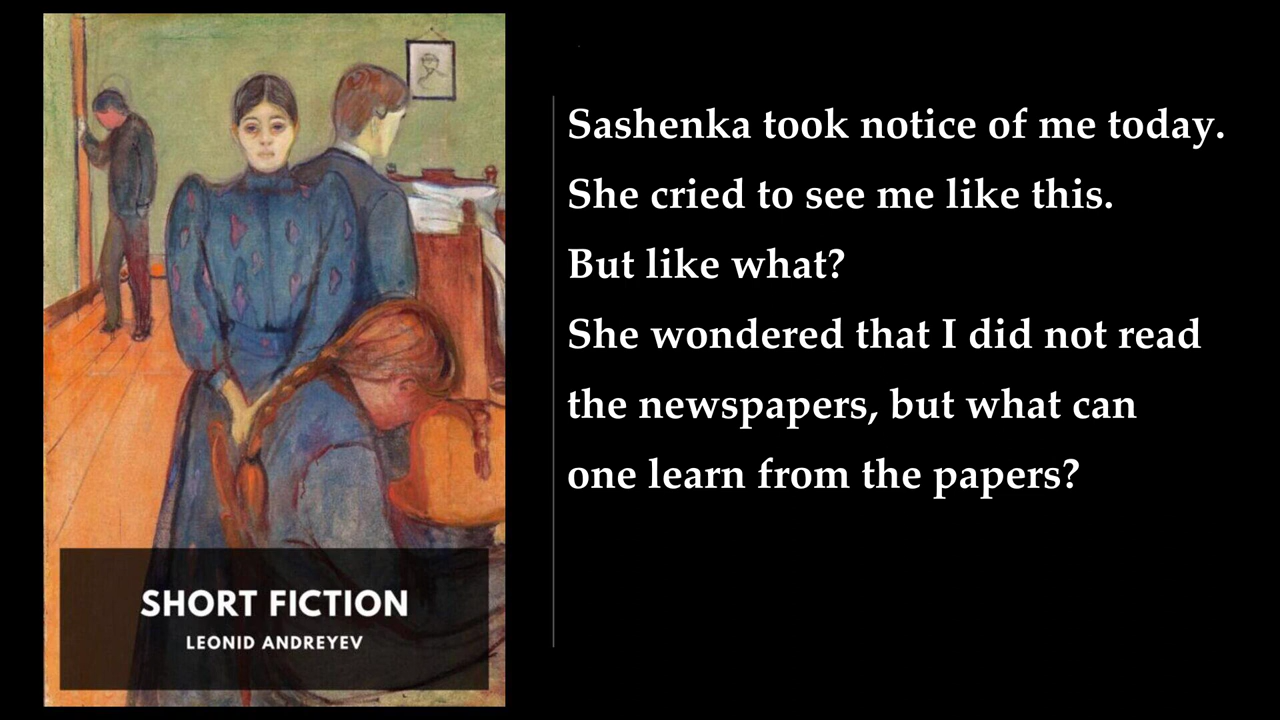 SHORT FICTION
LEONID ANDREYEV
Sashenka took notice of me today.
She cried to see me like this.
But like what?
She wondered that I did not read
the newspapers, but what can
one learn from the papers?